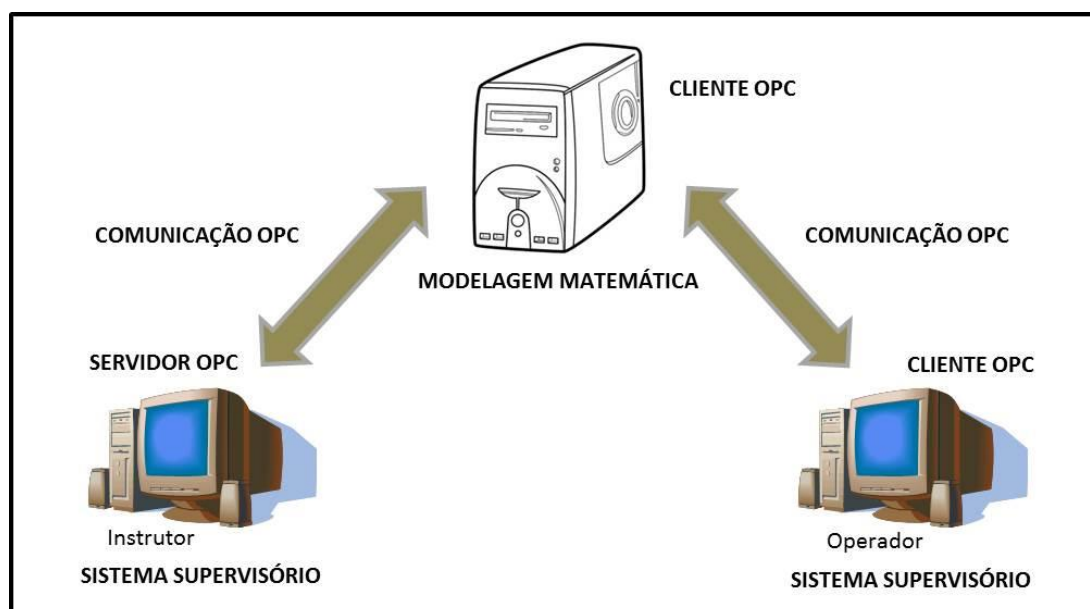 CLIENTE OPC
COMUNICAÇÃO OPC
COMUNICAÇÃO OPC
MODELAGEM MATEMÁTICA
SERVIDOR OPC
CLIENTE OPC
Instrutor
Operador
SISTEMA SUPERVISÓRIO
SISTEMA SUPERVISÓRIO